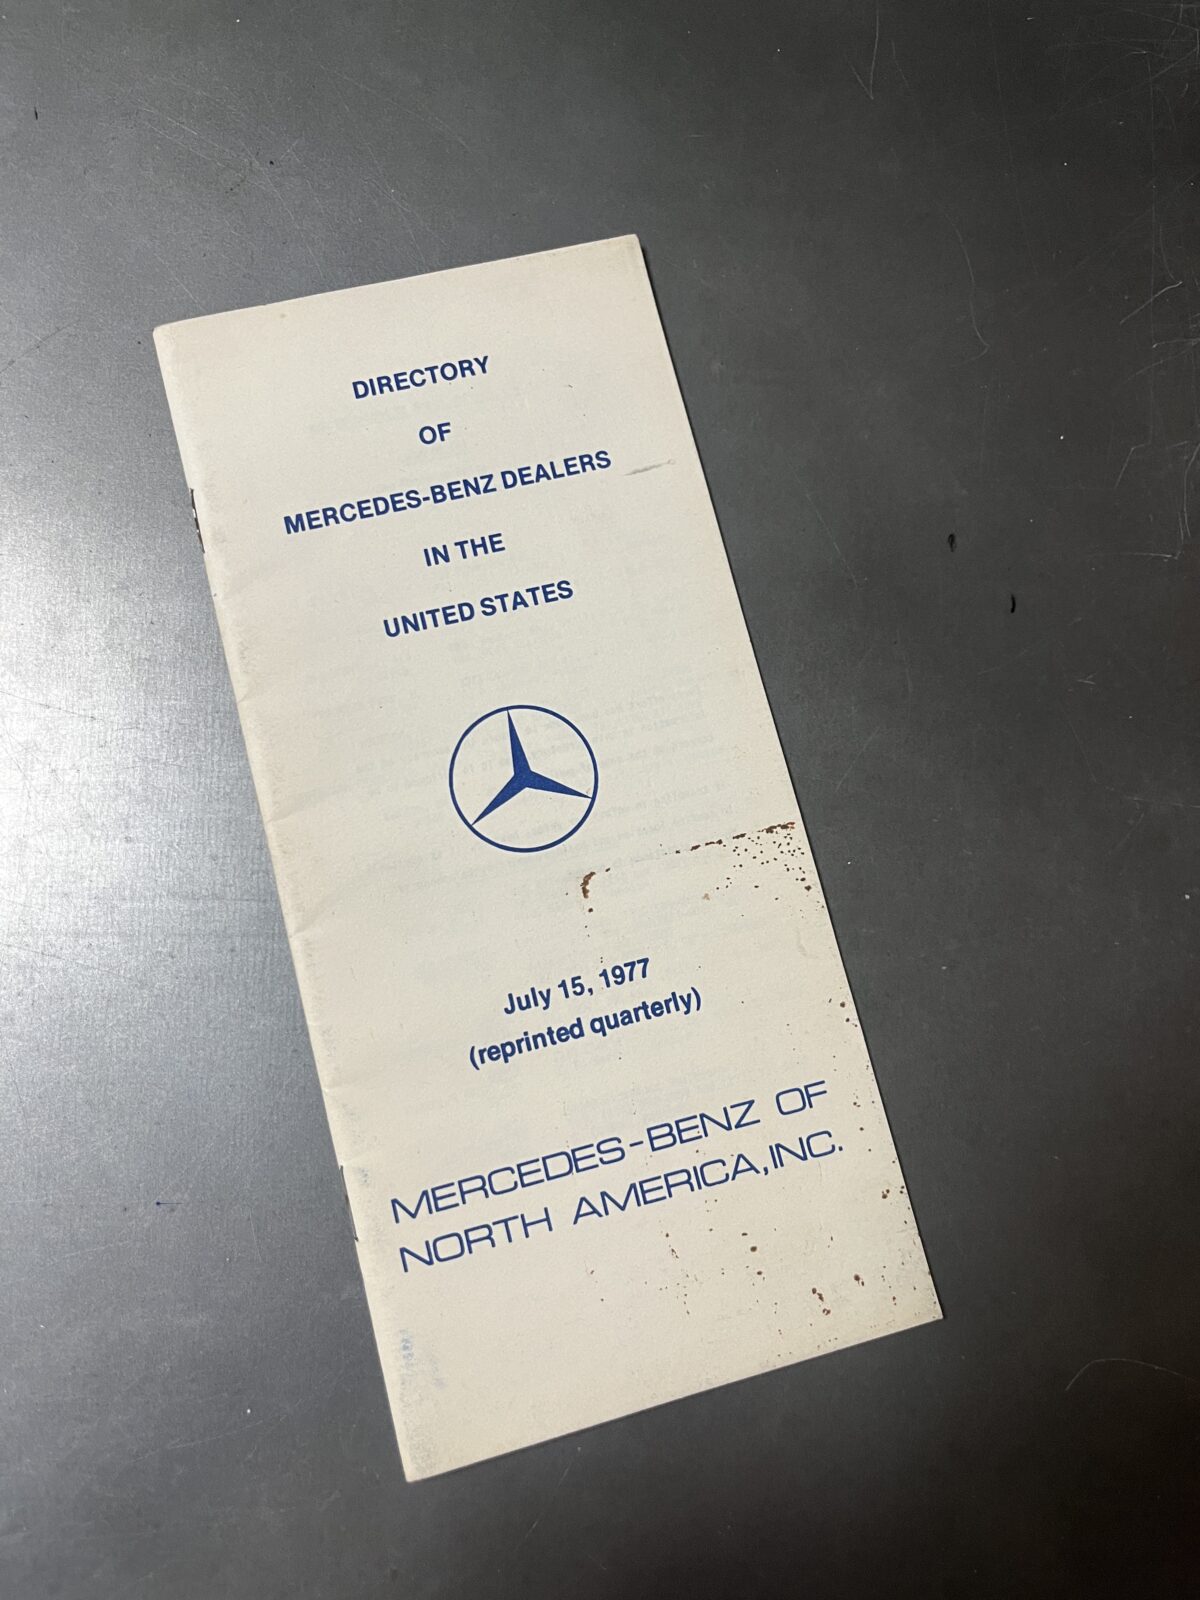 DIRECTORY
OF
MERCEDES-BENZ DEALERS
IN THE
UNITED STATES
July 15, 1977
(reprinted quarterly)
MERCEDES-BENZ OF
NORTH AMERICA, INC.